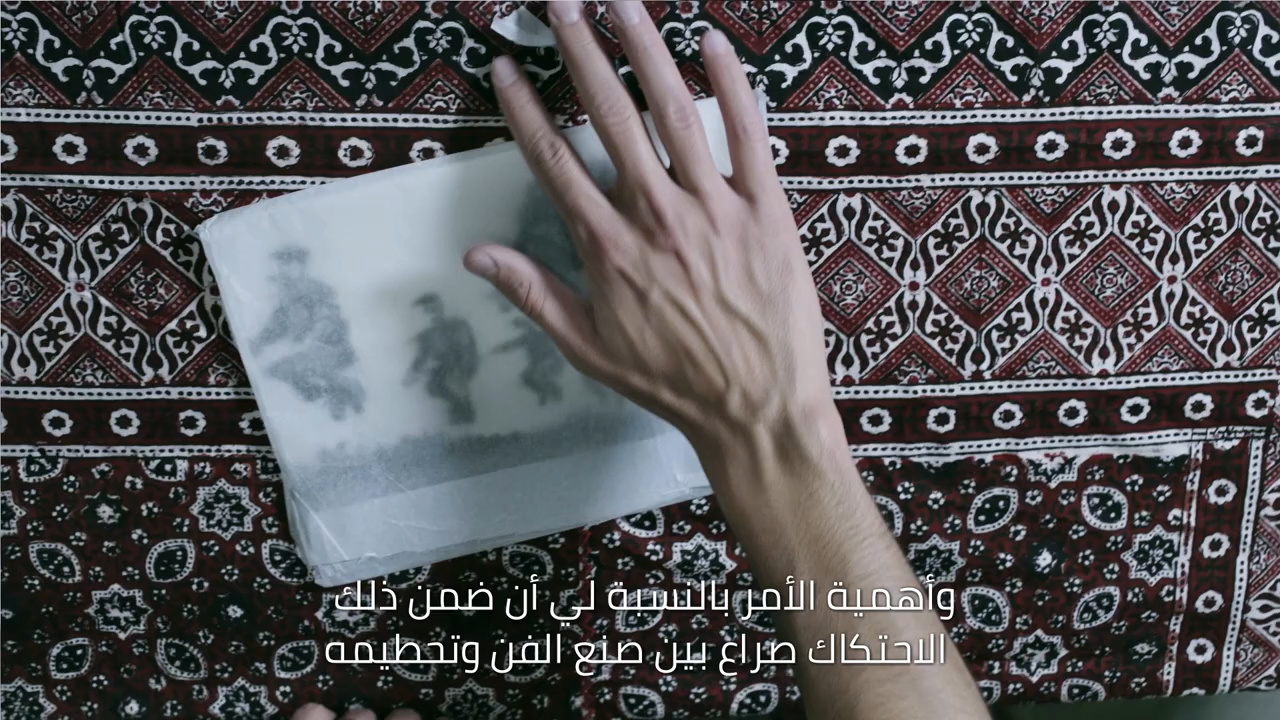 وأهمية الأمر بالنسبة لي أن ضمن ذلك
الاحتكاك صراع بين صنع الفن وتحطيمه